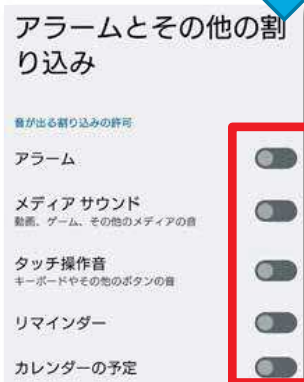 アラームとその他の割
り込み
音が出る割り込みの許可
アラーム
メディア サウンド
動画、ゲーム、その他のメディアの音
タッチ操作音
キーボードやその他のボタンの音
リマインダー
カレンダーの予定